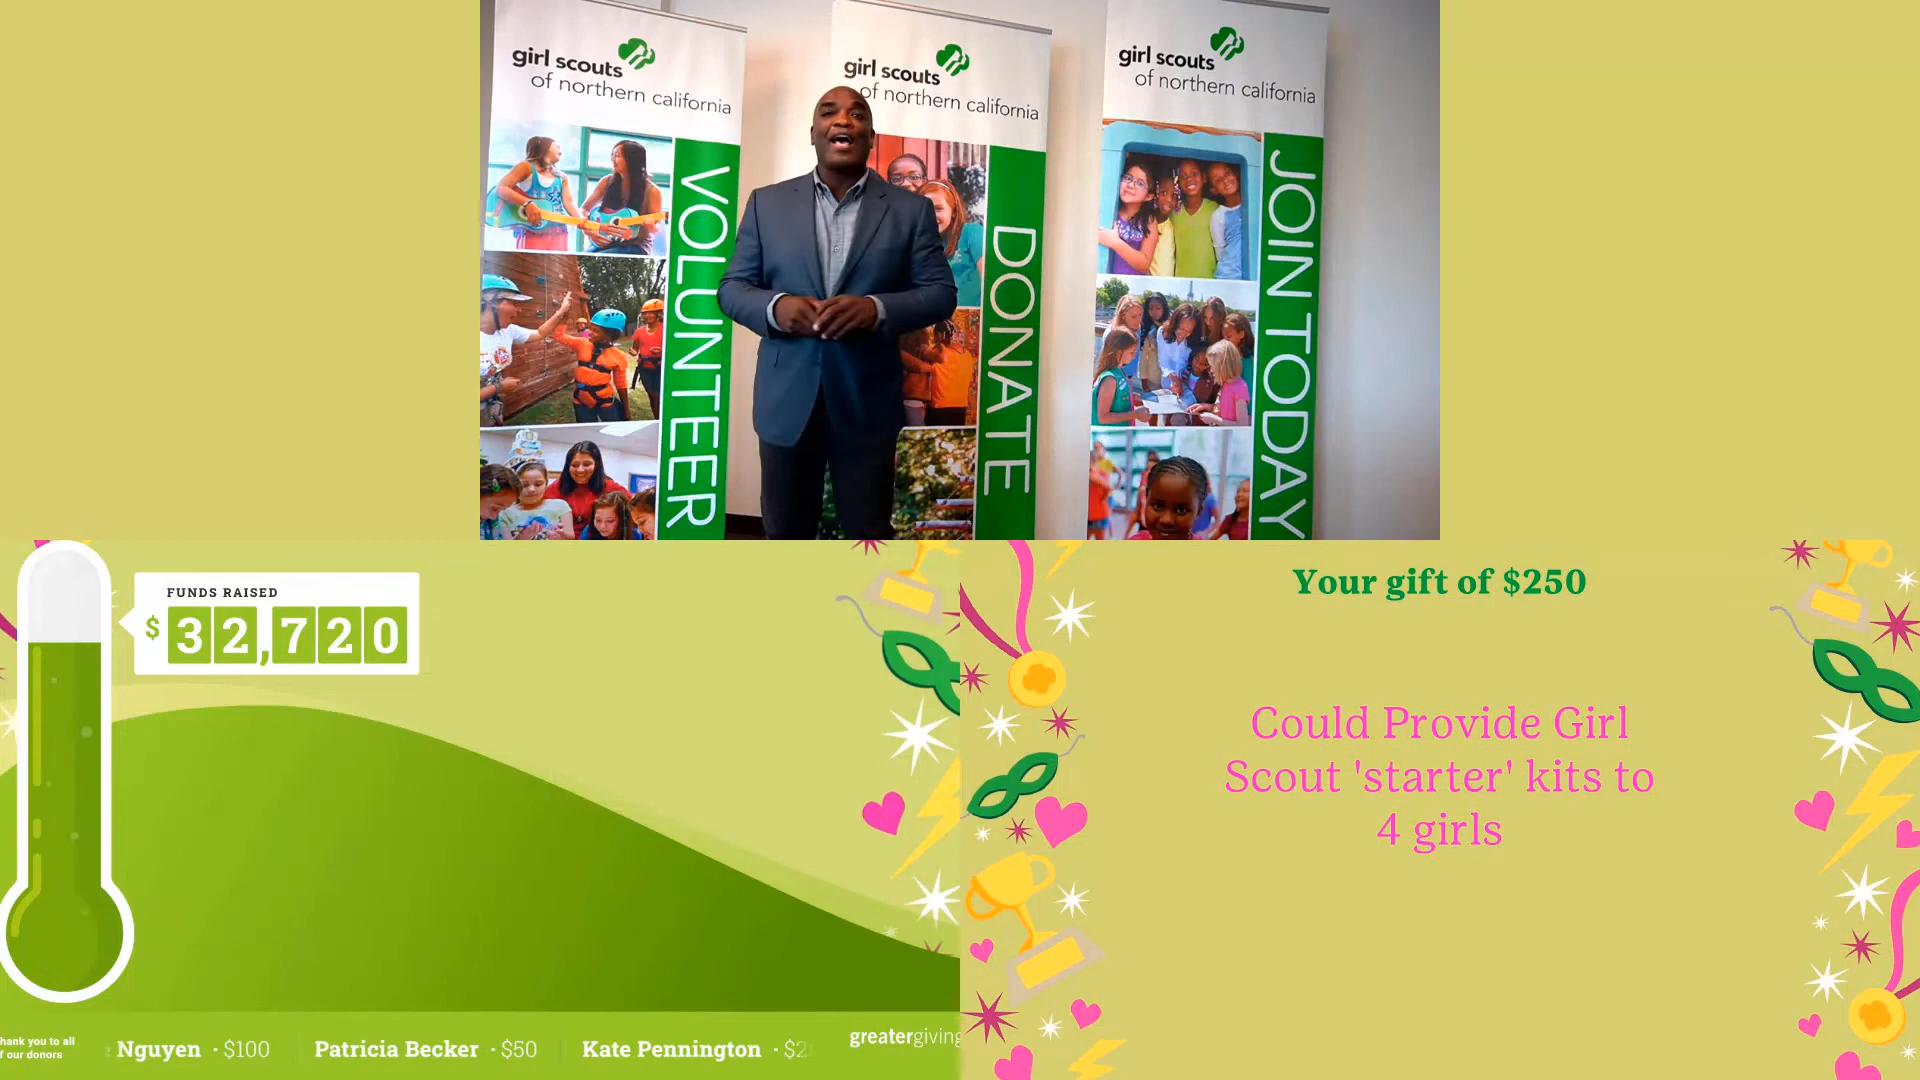 girl scouts
of northern california
VOLUNTEER
girl scouts
of northern california
DONATE
girl scouts
of northern california
JOIN TODAY
FUNDS RAISED
$32,720
Your gift of $250
Could Provide Girl
Scout 'starter' kits to
4 girls
hank you to all
f our donors
Nguyen · $100
Patricia Becker · $50
Kate Pennington · $2
greatergiving